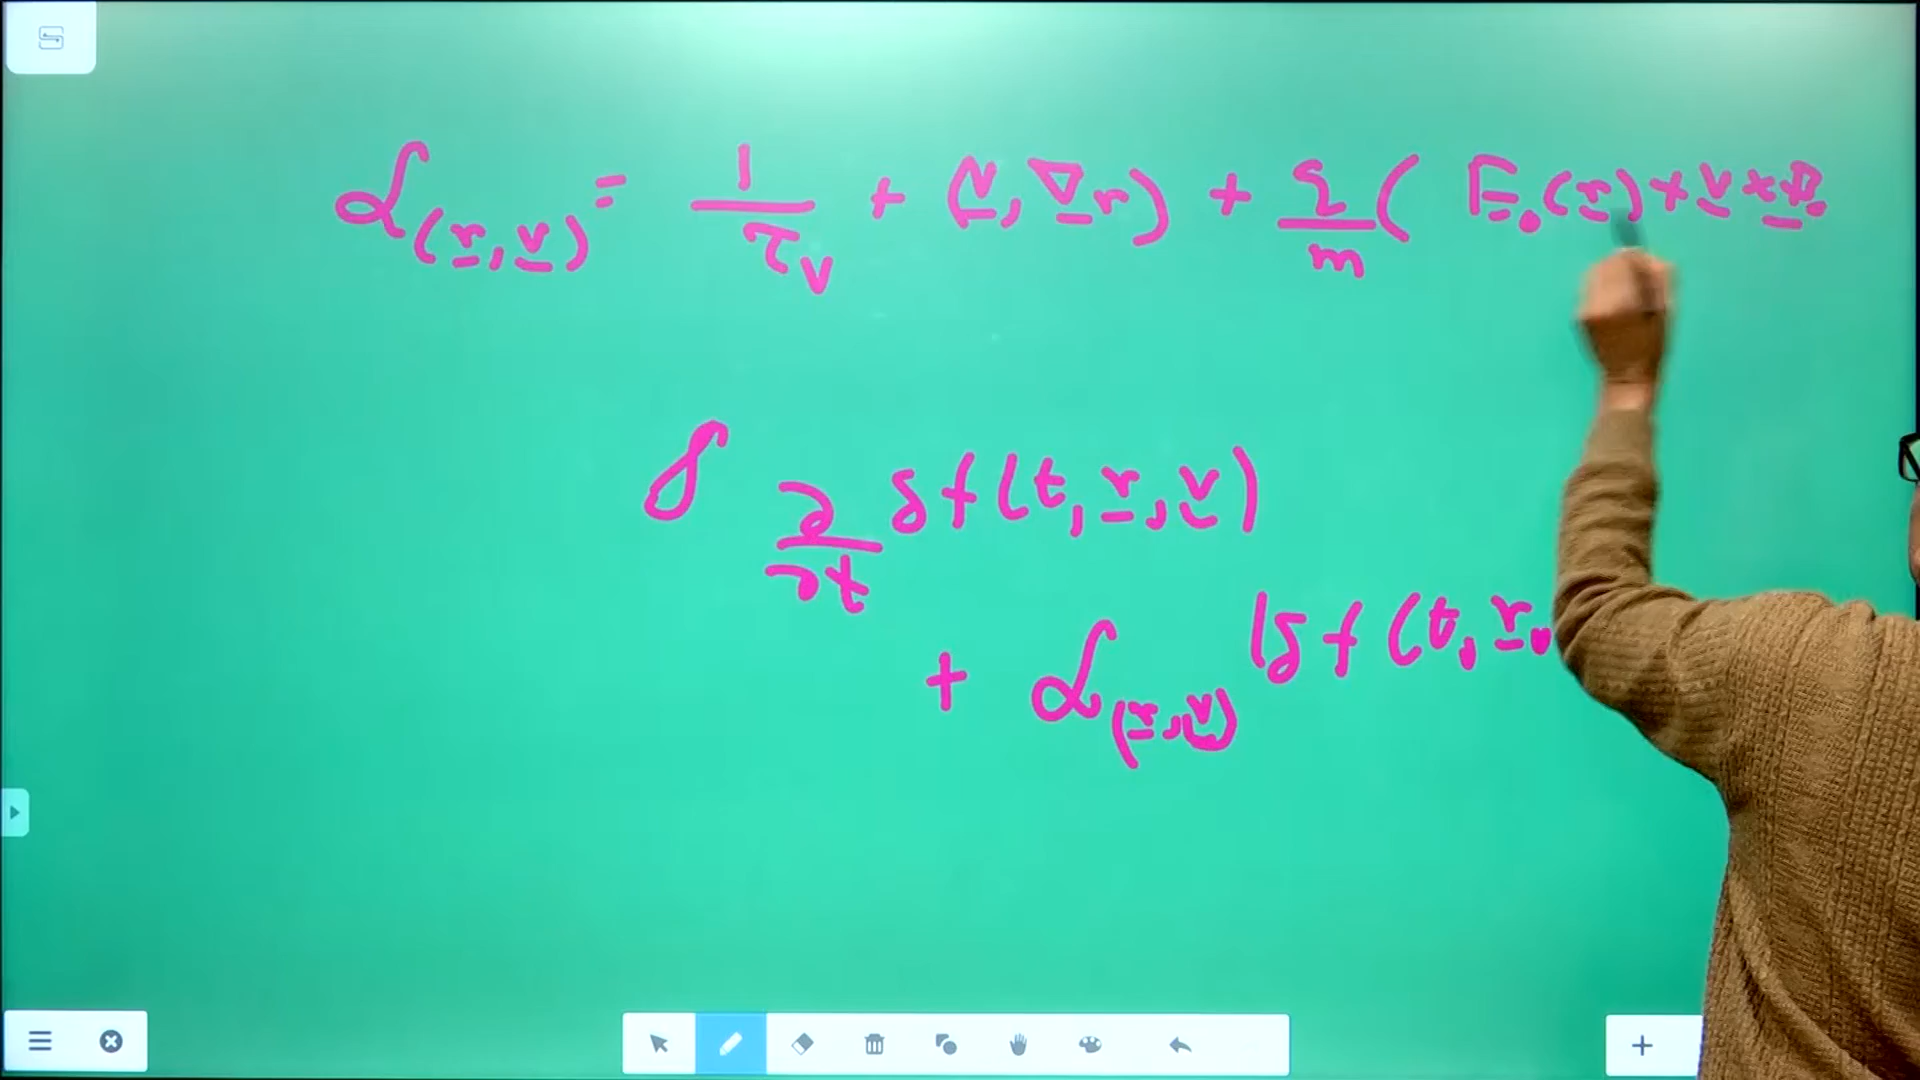 ℒ(r, v) = 1/τv + (v, ∇r) + q/m ( E₀(r) + v × B₀
∂/∂t δf(t, r, v)
+ ℒ(r, v) δf(t, r,